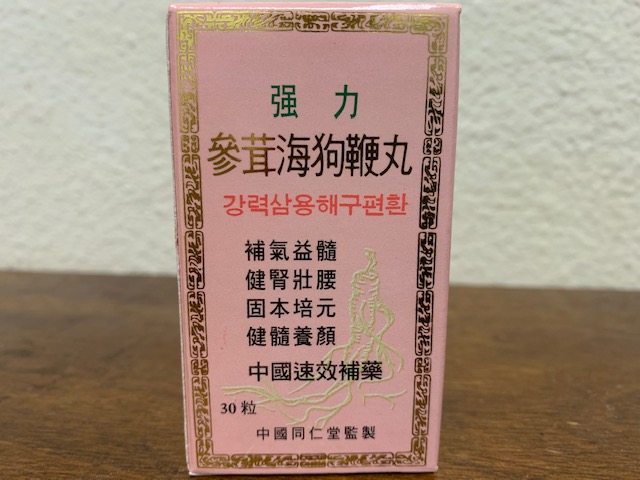 强 力
參茸海狗鞭丸
강력삼용해구편환
補氣益髓
健腎壯腰
固本培元
健髓養顏
中國速效補藥
30 粒
中國同仁堂監製